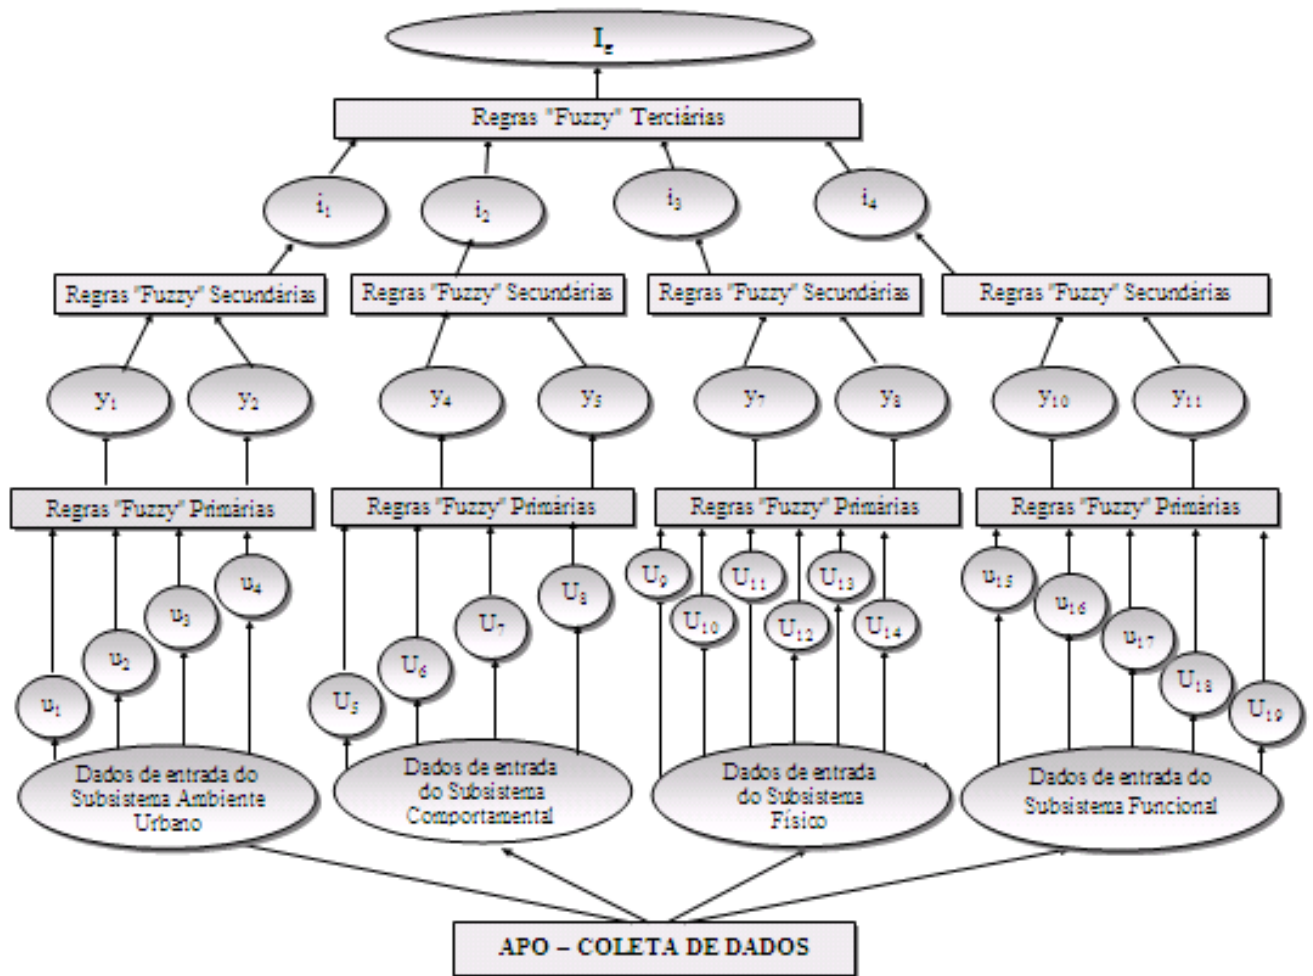 I_g
Regras "Fuzzy" Terciárias
i₁
i₂
i₃
i₄
Regras "Fuzzy" Secundárias
Regras "Fuzzy" Secundárias
Regras "Fuzzy" Secundárias
Regras "Fuzzy" Secundárias
y₁
y₂
y₄
y₅
y₇
y₈
y₁₀
y₁₁
Regras "Fuzzy" Primárias
Regras "Fuzzy" Primárias
Regras "Fuzzy" Primárias
Regras "Fuzzy" Primárias
u₁
u₂
u₃
u₄
U₅
U₆
U₇
U₈
U₉
U₁₀
U₁₁
U₁₂
U₁₃
U₁₄
u₁₅
u₁₆
u₁₇
U₁₈
U₁₉
Dados de entrada do
Subsistema Ambiente
Urbano
Dados de entrada
do Subsistema
Comportamental
Dados de entrada
do Subsistema
Físico
Dados de entrada do
Subsistema Funcional
APO – COLETA DE DADOS